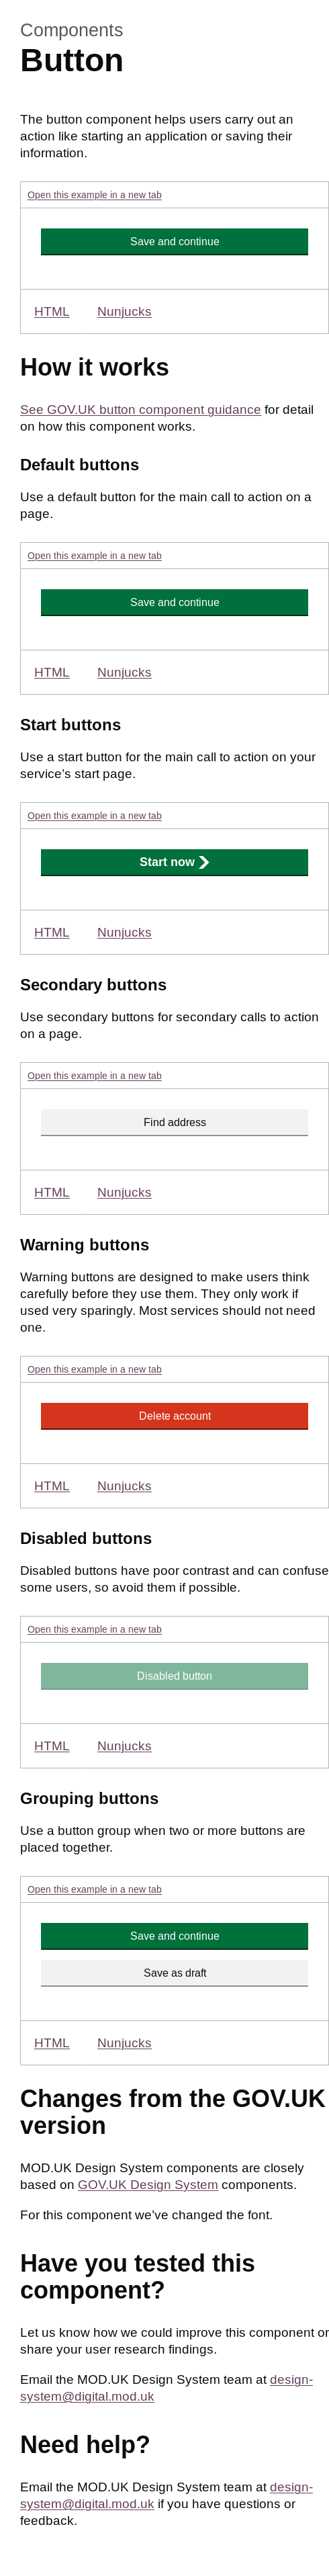 Components
Button
The button component helps users carry out an
action like starting an application or saving their
information.
Open this example in a new tab
Save and continue
HTML Nunjucks
How it works
See GOV.UK button component guidance for detail
on how this component works.
Default buttons
Use a default button for the main call to action on a
page.
Open this example in a new tab
Save and continue
HTML Nunjucks
Start buttons
Use a start button for the main call to action on your
service’s start page.
Open this example in a new tab
Start now
HTML Nunjucks
Secondary buttons
Use secondary buttons for secondary calls to action
on a page.
Open this example in a new tab
Find address
HTML Nunjucks
Warning buttons
Warning buttons are designed to make users think
carefully before they use them. They only work if
used very sparingly. Most services should not need
one.
Open this example in a new tab
Delete account
HTML Nunjucks
Disabled buttons
Disabled buttons have poor contrast and can confuse
some users, so avoid them if possible.
Open this example in a new tab
Disabled button
HTML Nunjucks
Grouping buttons
Use a button group when two or more buttons are
placed together.
Open this example in a new tab
Save and continue
Save as draft
HTML Nunjucks
Changes from the GOV.UK
version
MOD.UK Design System components are closely
based on GOV.UK Design System components.
For this component we’ve changed the font.
Have you tested this
component?
Let us know how we could improve this component or
share your user research findings.
Email the MOD.UK Design System team at design-
system@digital.mod.uk
Need help?
Email the MOD.UK Design System team at design-
system@digital.mod.uk if you have questions or
feedback.